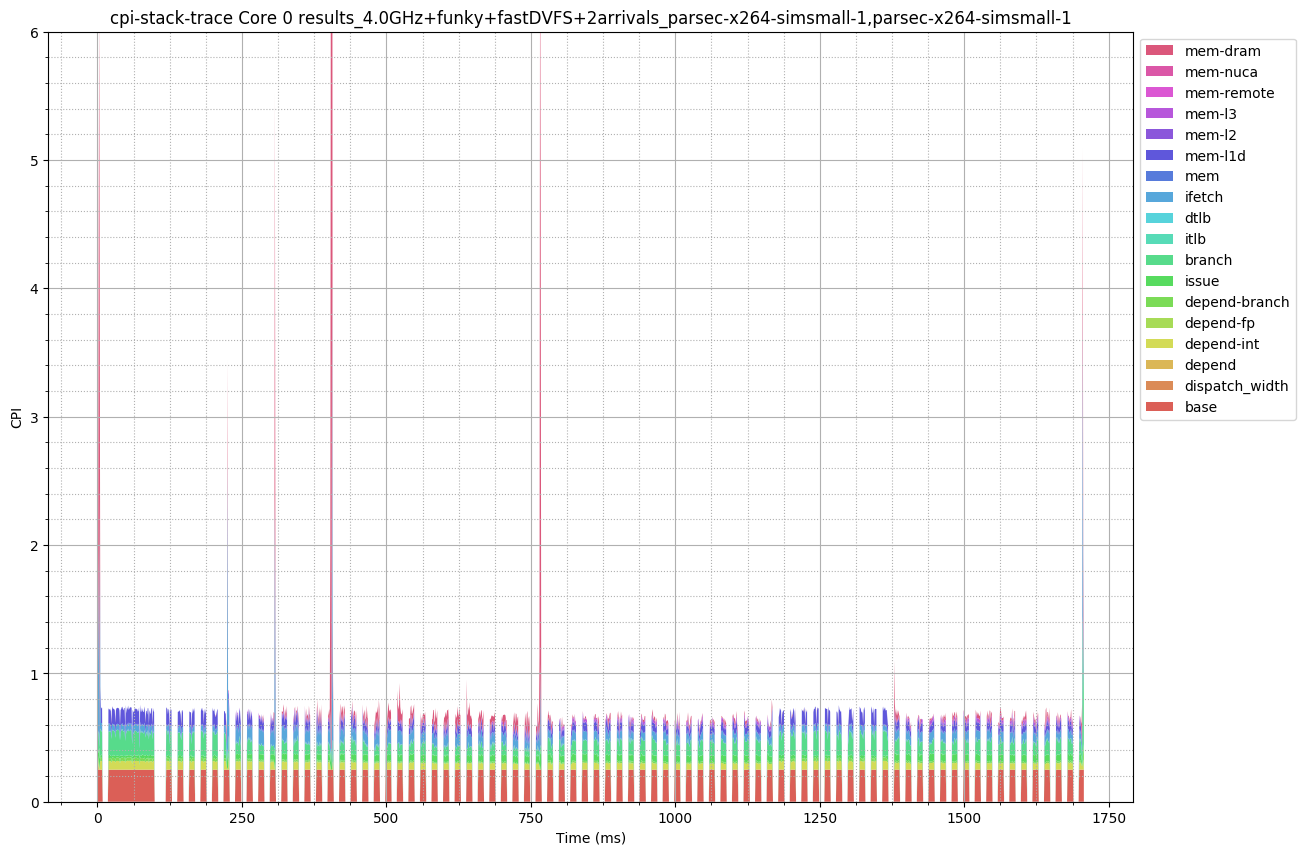 cpi-stack-trace Core 0 results_4.0GHz+funky+fastDVFS+2arrivals_parsec-x264-simsmall-1,parsec-x264-simsmall-1
6
5
4
3
2
1
0
CPI
0
250
500
750
1000
1250
1500
1750
Time (ms)
mem-dram
mem-nuca
mem-remote
mem-l3
mem-l2
mem-l1d
mem
ifetch
dtlb
itlb
branch
issue
depend-branch
depend-fp
depend-int
depend
dispatch_width
base